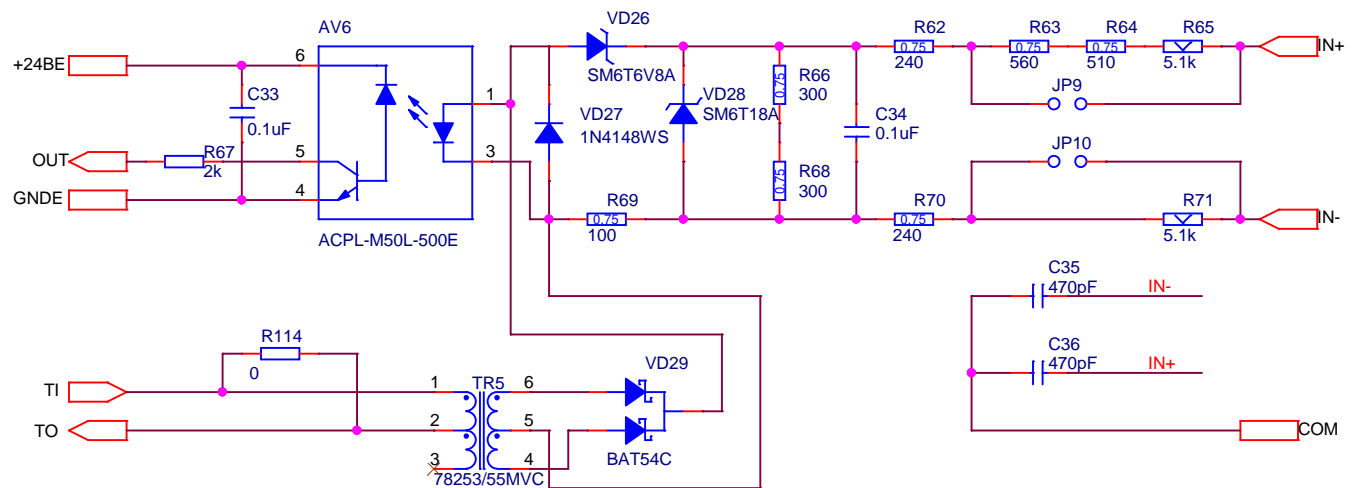 AV6
VD26
R62
R63
R64
R65
+24BE
6
0.75
0.75
0.75
IN+
240
560
510
5.1k
SM6T6V8A
C33
0.1uF
1
0.75
R66
300
JP9
VD27
1N4148WS
VD28
SM6T18A
C34
0.1uF
OUT
R67
2k
5
3
0.75
R68
300
JP10
GNDE
4
R69
0.75
100
R70
0.75
240
R71
5.1k
IN-
ACPL-M50L-500E
C35
470pF
IN-
R114
0
C36
470pF
IN+
TI
1
TR5
6
VD29
TO
2
5
COM
3
4
BAT54C
78253/55MVC